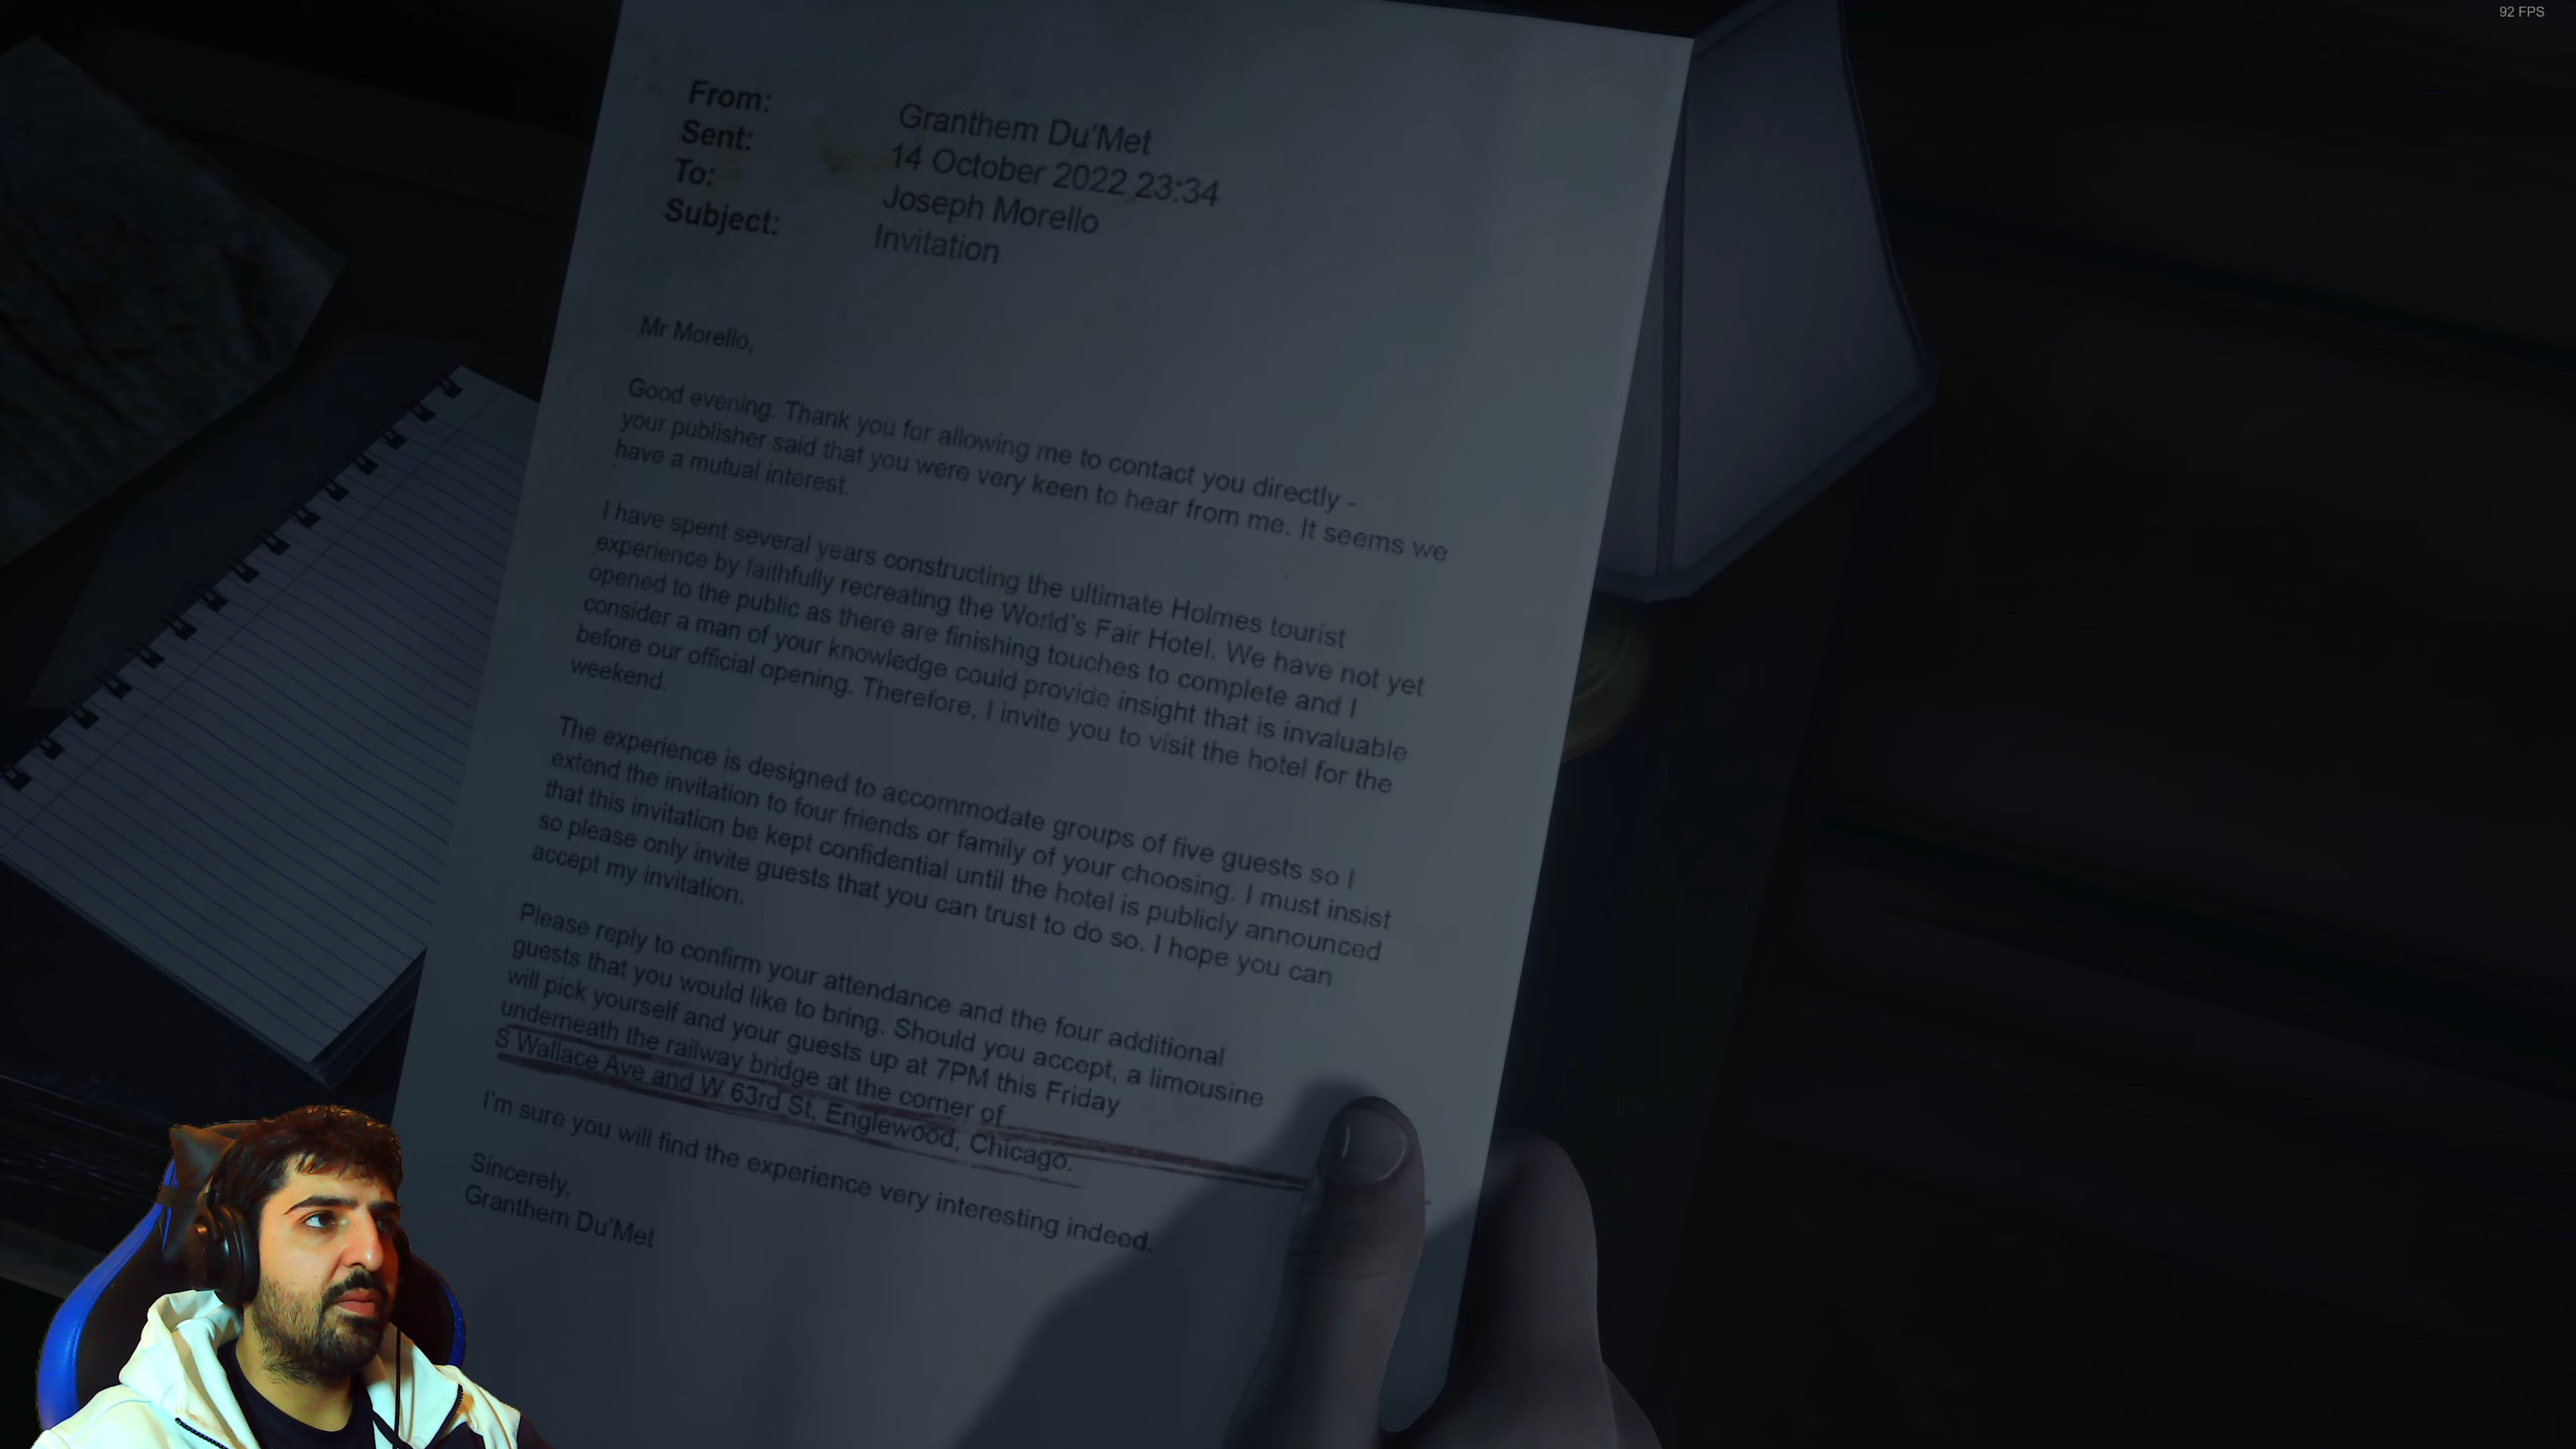 92 FPS
From: Granthem Du'Met
Sent: 14 October 2022 23:34
To: Joseph Morello
Subject: Invitation
Mr Morello,
Good evening. Thank you for allowing me to contact you directly -
your publisher said that you were very keen to hear from me. It seems we
have a mutual interest.
I have spent several years constructing the ultimate Holmes tourist
experience by faithfully recreating the World's Fair Hotel. We have not yet
opened to the public as there are finishing touches to complete and I
consider a man of your knowledge could provide insight that is invaluable
before our official opening. Therefore, I invite you to visit the hotel for the
weekend.
The experience is designed to accommodate groups of five guests so I
extend the invitation to four friends or family of your choosing. I must insist
that this invitation be kept confidential until the hotel is publicly announced
so please only invite guests that you can trust to do so. I hope you can
accept my invitation.
Please reply to confirm your attendance and the four additional
guests that you would like to bring. Should you accept, a limousine
will pick yourself and your guests up at 7PM this Friday
underneath the railway bridge at the corner of
S Wallace Ave and W 63rd St, Englewood, Chicago.
I'm sure you will find the experience very interesting indeed.
Sincerely,
Granthem Du'Met